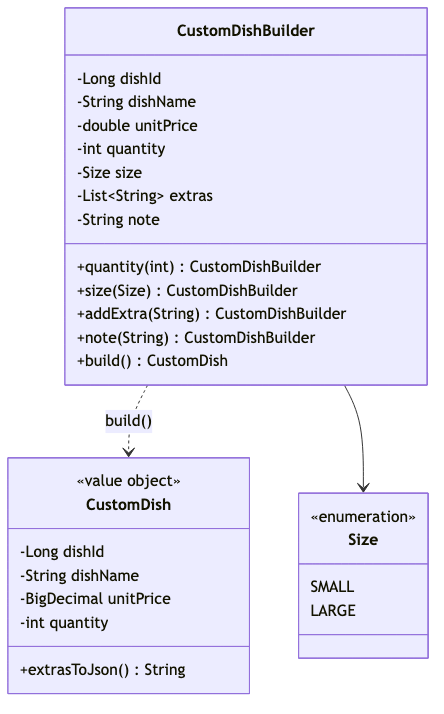 CustomDishBuilder
-Long dishId
-String dishName
-double unitPrice
-int quantity
-Size size
-List<String> extras
-String note
+quantity(int) : CustomDishBuilder
+size(Size) : CustomDishBuilder
+addExtra(String) : CustomDishBuilder
+note(String) : CustomDishBuilder
+build() : CustomDish
build()
«value object»
CustomDish
-Long dishId
-String dishName
-BigDecimal unitPrice
-int quantity
+extrasToJson() : String
«enumeration»
Size
SMALL
LARGE